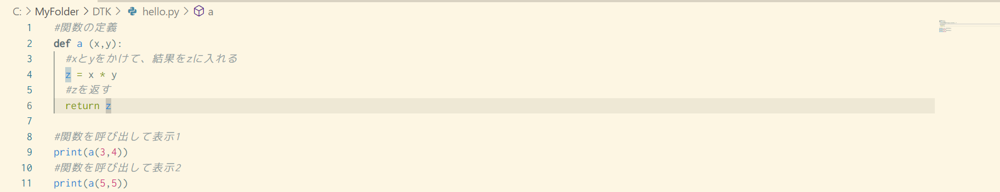 C: > MyFolder > DTK > hello.py > a
1 #関数の定義
2 def a (x,y):
3 #xとyをかけて、結果をzに入れる
4 z = x * y
5 #zを返す
6 return z
7
8 #関数を呼び出して表示1
9 print(a(3,4))
10 #関数を呼び出して表示2
11 print(a(5,5))